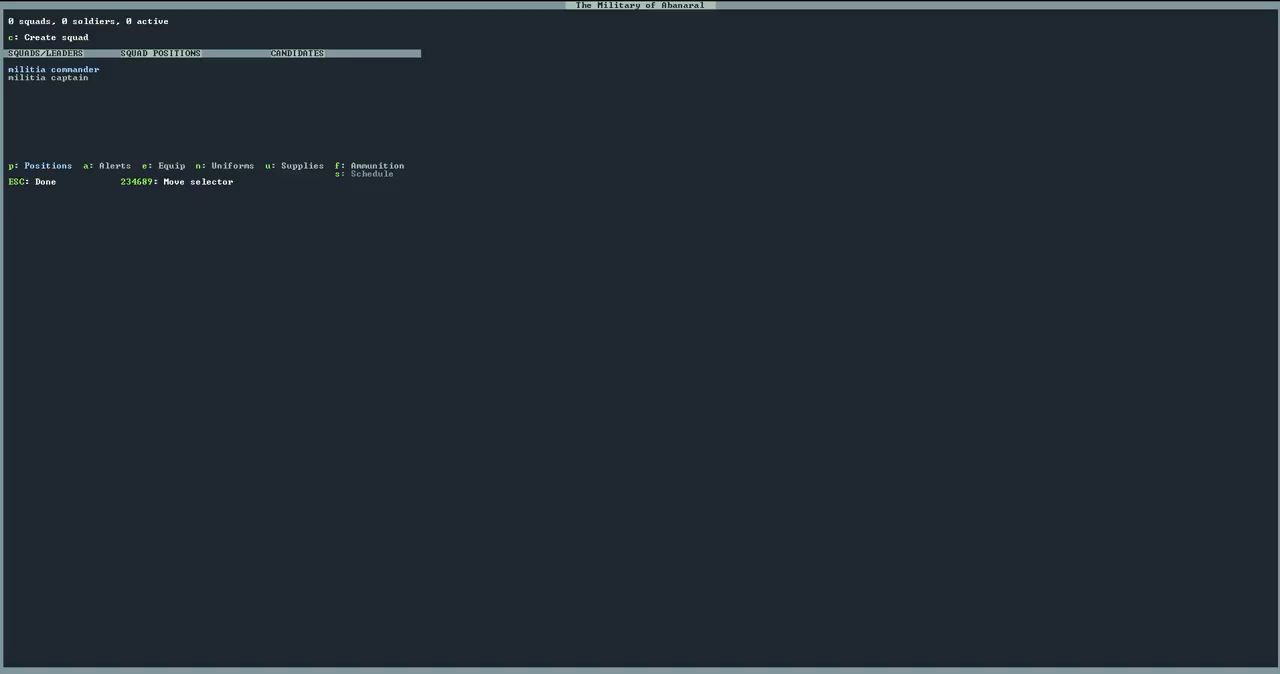 The Military of Abanaral
0 squads, 0 soldiers, 0 active
c: Create squad
SQUADS/LEADERS SQUAD POSITIONS CANDIDATES
militia commander
militia captain
p: Positions a: Alerts e: Equip n: Uniforms u: Supplies f: Ammunition
s: Schedule
ESC: Done 234689: Move selector